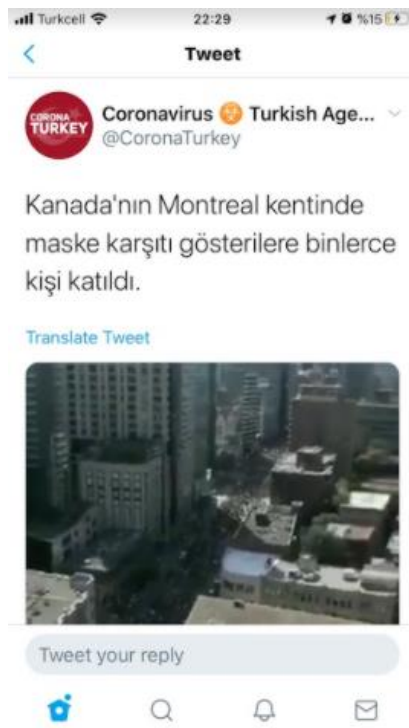 Turkcell 22:29 %15
Tweet
CORONA
TURKEY
Coronavirus Turkish Age...
@CoronaTurkey
Kanada'nın Montreal kentinde
maske karşıtı gösterilere binlerce
kişi katıldı.
Translate Tweet
Tweet your reply